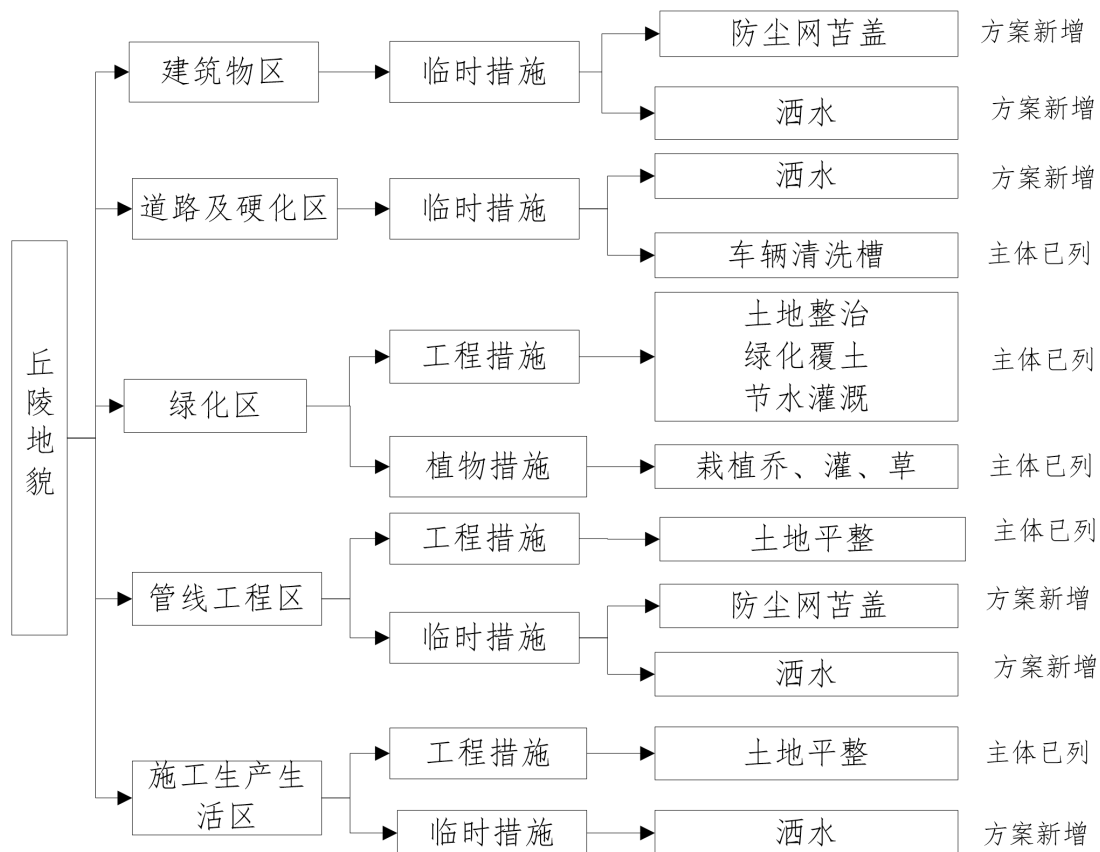 丘陵地貌
建筑物区
临时措施
防尘网苫盖
方案新增
洒水
方案新增
道路及硬化区
临时措施
洒水
方案新增
车辆清洗槽
主体已列
绿化区
工程措施
土地整治
绿化覆土
节水灌溉
主体已列
植物措施
栽植乔、灌、草
主体已列
管线工程区
工程措施
土地平整
主体已列
临时措施
防尘网苫盖
方案新增
洒水
方案新增
施工生产生
活区
工程措施
土地平整
主体已列
临时措施
洒水
方案新增